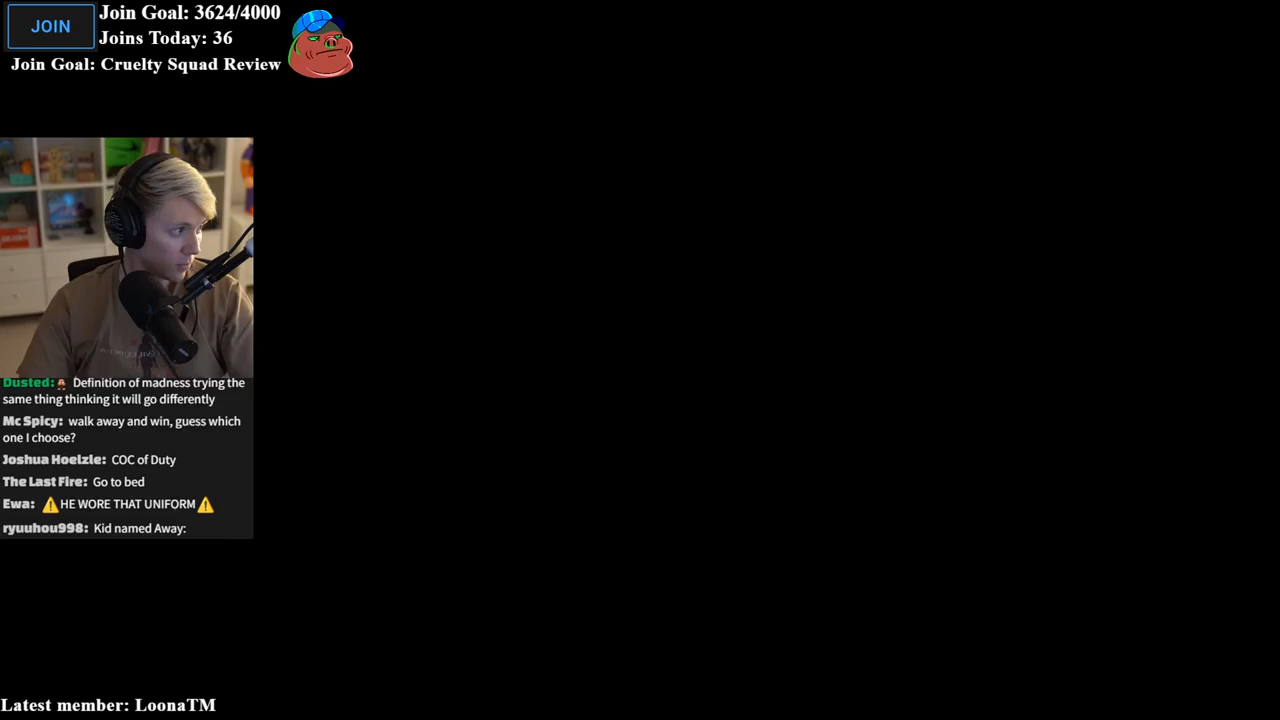 JOIN
Join Goal: 3624/4000
Joins Today: 36
Join Goal: Cruelty Squad Review
Dusted: Definition of madness trying the
same thing thinking it will go differently
Mc Spicy: walk away and win, guess which
one I choose?
Joshua Hoelzle: COC of Duty
The Last Fire: Go to bed
Ewa: ⚠️HE WORE THAT UNIFORM⚠️
ryuuhou998: Kid named Away:
Latest member: LoonaTM